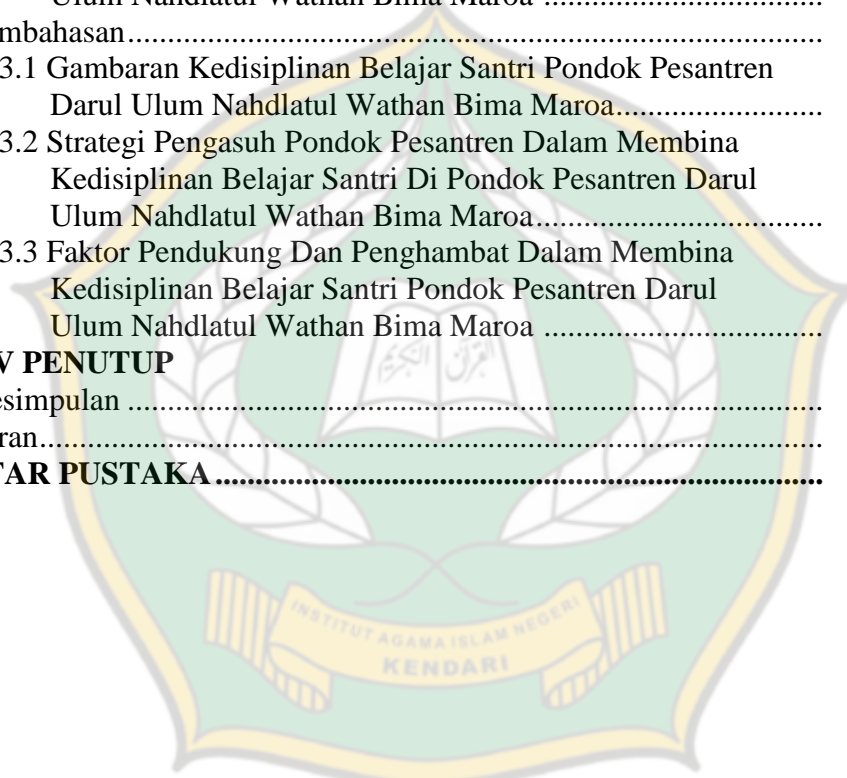 Ulum Nahdlatul Wathan Bima Maroa ....................................
mbahasan..........................................................................................
3.1 Gambaran Kedisiplinan Belajar Santri Pondok Pesantren
Darul Ulum Nahdlatul Wathan Bima Maroa...........................
3.2 Strategi Pengasuh Pondok Pesantren Dalam Membina
Kedisiplinan Belajar Santri Di Pondok Pesantren Darul
Ulum Nahdlatul Wathan Bima Maroa.....................................
3.3 Faktor Pendukung Dan Penghambat Dalam Membina
Kedisiplinan Belajar Santri Pondok Pesantren Darul
Ulum Nahdlatul Wathan Bima Maroa ....................................
V PENUTUP
esimpulan ..........................................................................................
ran.....................................................................................................
TAR PUSTAKA..............................................................................
القرآن الكريم
INSTITUT AGAMA ISLAM NEGERI
KENDARI